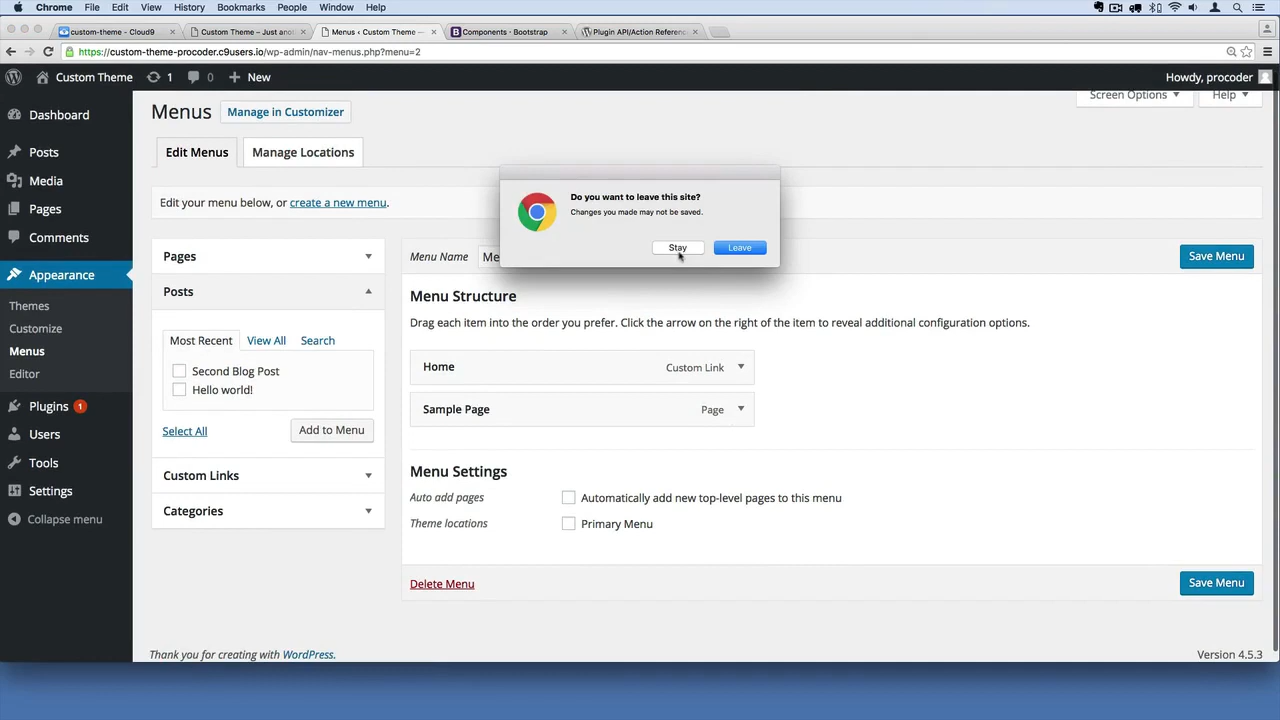 Chrome File Edit View History Bookmarks People Window Help
custom-theme - Cloud9 × Custom Theme – Just ano × Menus ‹ Custom Theme — × Components · Bootstrap × Plugin API/Action Referenc ×
https://custom-theme-procoder.c9users.io/wp-admin/nav-menus.php?menu=2
Custom Theme 1 0 + New Howdy, procoder
Menus Manage in Customizer Screen Options Help
Edit Menus Manage Locations
Do you want to leave this site?
Changes you made may not be saved.
Stay Leave
Edit your menu below, or create a new menu.
Dashboard
Posts
Media
Pages
Comments
Appearance
Themes
Customize
Menus
Editor
Plugins 1
Users
Tools
Settings
Collapse menu
Pages
Posts
Most Recent View All Search
Second Blog Post
Hello world!
Select All Add to Menu
Custom Links
Categories
Menu Name Me Save Menu
Menu Structure
Drag each item into the order you prefer. Click the arrow on the right of the item to reveal additional configuration options.
Home Custom Link
Sample Page Page
Menu Settings
Auto add pages Automatically add new top-level pages to this menu
Theme locations Primary Menu
Delete Menu Save Menu
Thank you for creating with WordPress. Version 4.5.3